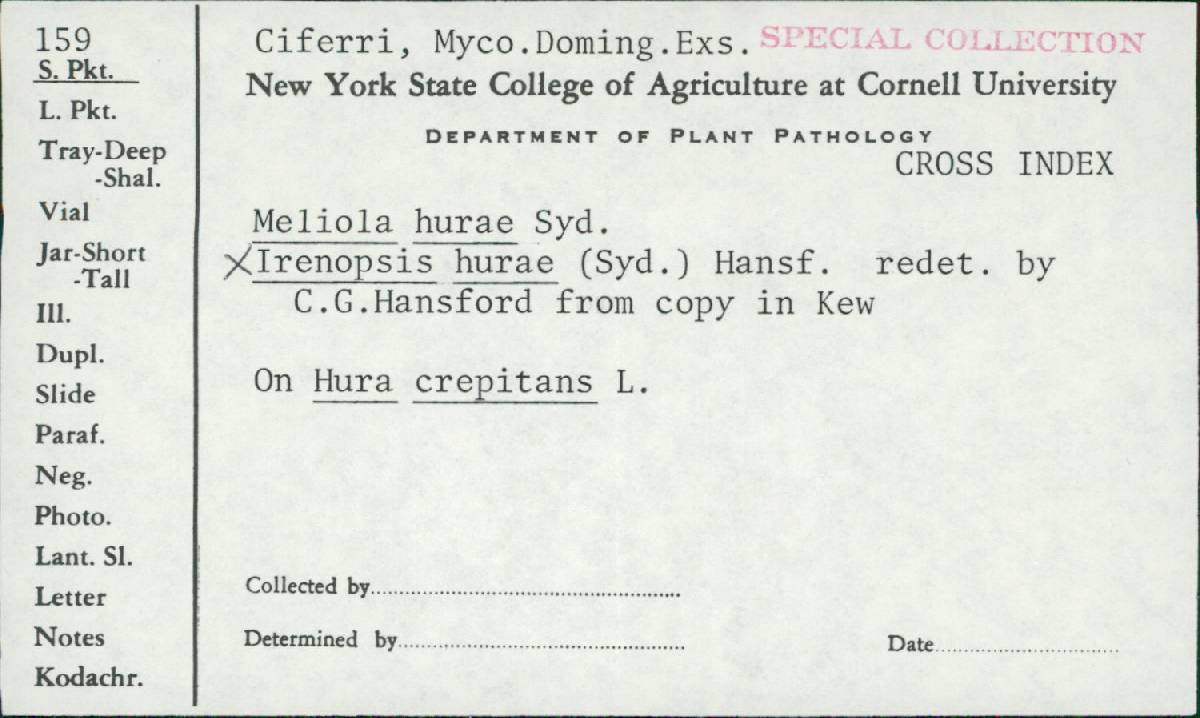 159
S. Pkt.
L. Pkt.
Tray-Deep
-Shal.
Vial
Jar-Short
-Tall
Ill.
Dupl.
Slide
Paraf.
Neg.
Photo.
Lant. Sl.
Letter
Notes
Kodachr.
Ciferri, Myco.Doming.Exs. SPECIAL COLLECTION
New York State College of Agriculture at Cornell University
DEPARTMENT OF PLANT PATHOLOGY
CROSS INDEX
Meliola hurae Syd.
XIrenopsis hurae (Syd.) Hansf. redet. by
C.G.Hansford from copy in Kew
On Hura crepitans L.
Collected by
Determined by
Date